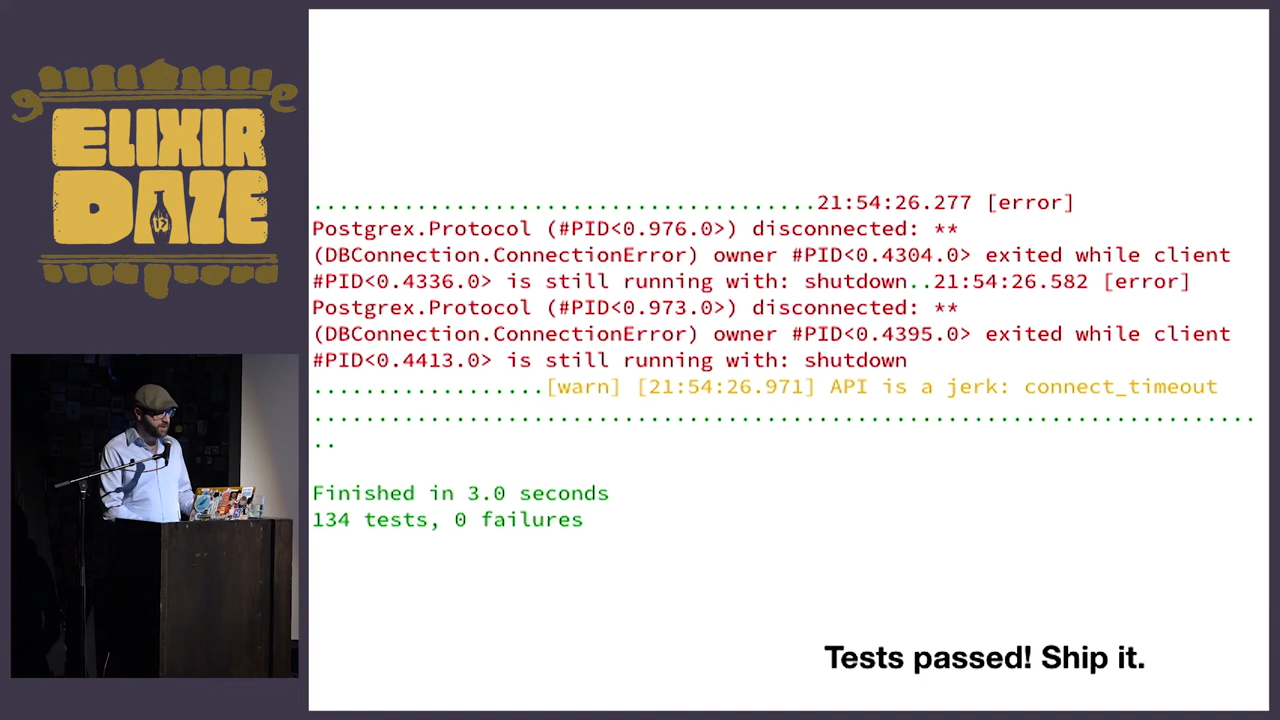 ELIXIR
DAZE
.......................................21:54:26.277 [error]
Postgrex.Protocol (#PID<0.976.0>) disconnected: **
(DBConnection.ConnectionError) owner #PID<0.4304.0> exited while client
#PID<0.4336.0> is still running with: shutdown..21:54:26.582 [error]
Postgrex.Protocol (#PID<0.973.0>) disconnected: **
(DBConnection.ConnectionError) owner #PID<0.4395.0> exited while client
#PID<0.4413.0> is still running with: shutdown
..................[warn] [21:54:26.971] API is a jerk: connect_timeout
.........................................................................
..
Finished in 3.0 seconds
134 tests, 0 failures
Tests passed! Ship it.